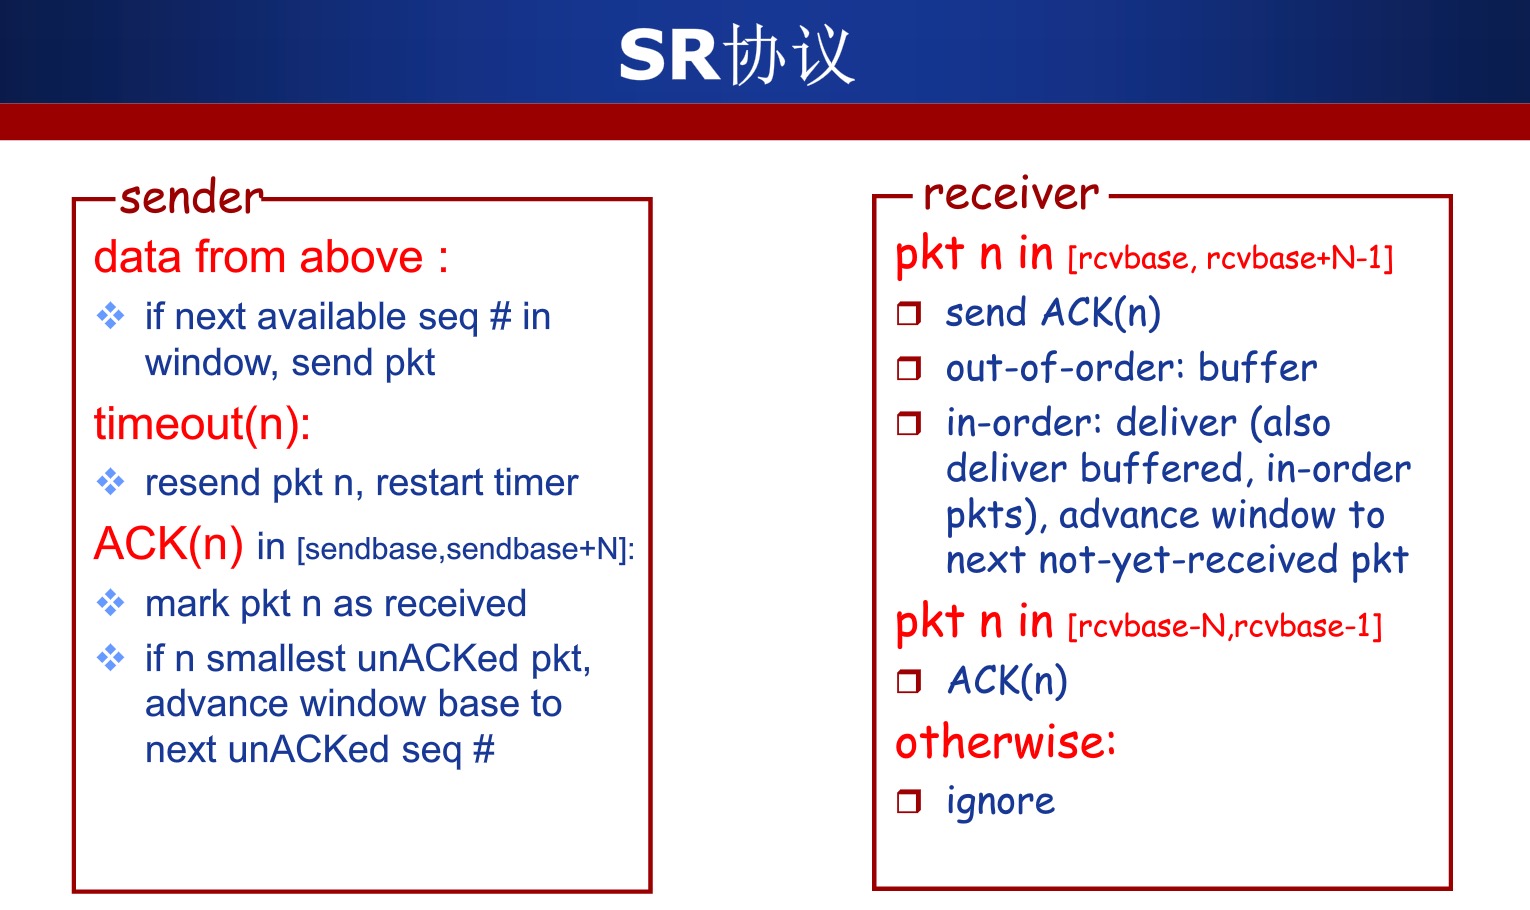 SR协议
sender
data from above :
if next available seq # in
window, send pkt
timeout(n):
resend pkt n, restart timer
ACK(n) in [sendbase,sendbase+N]:
mark pkt n as received
if n smallest unACKed pkt,
advance window base to
next unACKed seq #
receiver
pkt n in [rcvbase, rcvbase+N-1]
send ACK(n)
out-of-order: buffer
in-order: deliver (also
deliver buffered, in-order
pkts), advance window to
next not-yet-received pkt
pkt n in [rcvbase-N,rcvbase-1]
ACK(n)
otherwise:
ignore